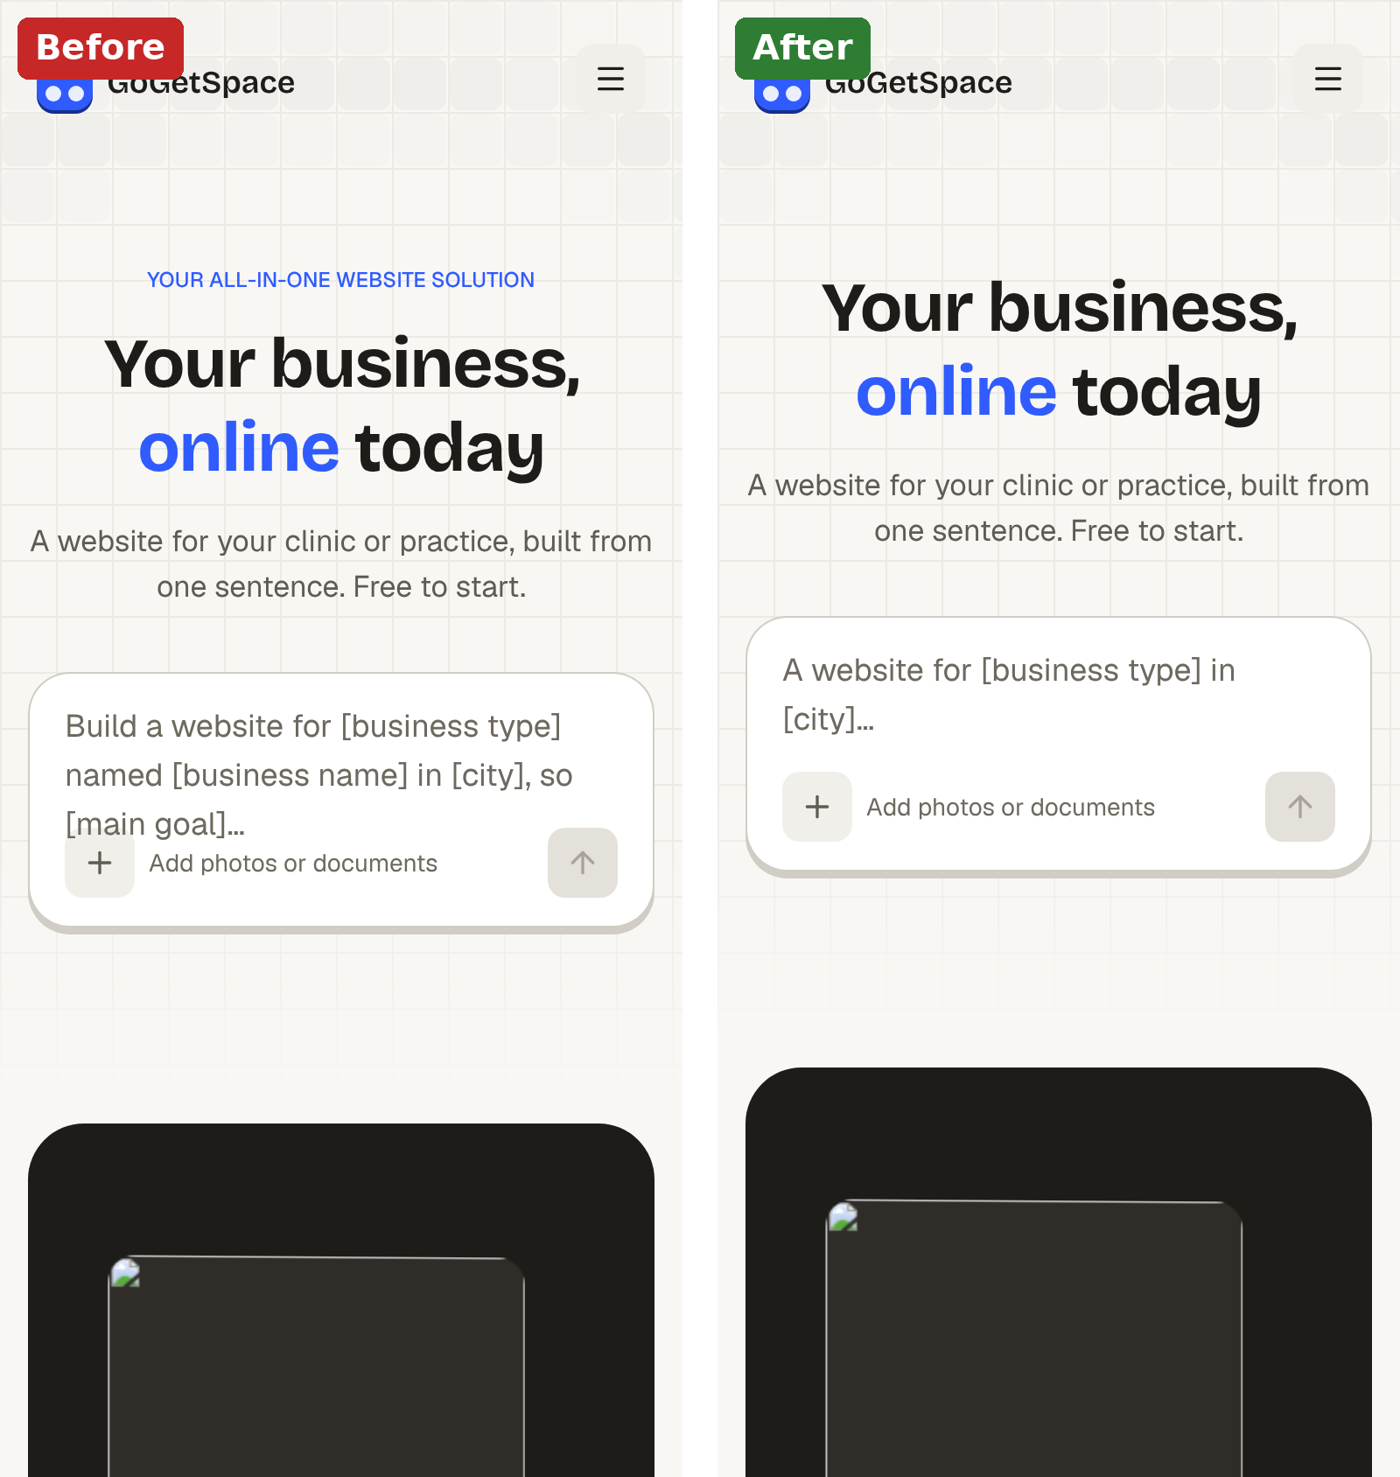 Before
GoGetSpace
YOUR ALL-IN-ONE WEBSITE SOLUTION
Your business,
online today
A website for your clinic or practice, built from
one sentence. Free to start.
Build a website for [business type]
named [business name] in [city], so
[main goal]...
Add photos or documents
After
GoGetSpace
Your business,
online today
A website for your clinic or practice, built from
one sentence. Free to start.
A website for [business type] in
[city]...
Add photos or documents